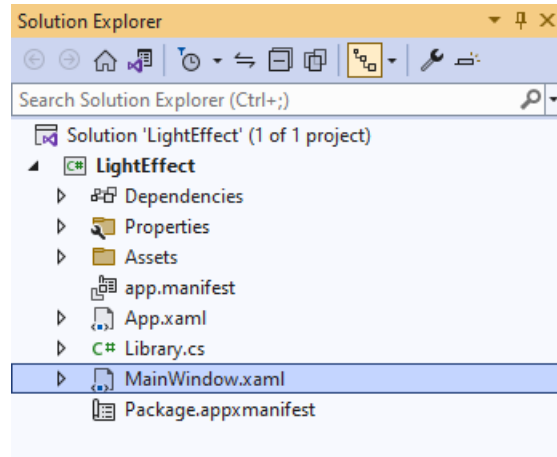 Solution Explorer
Search Solution Explorer (Ctrl+;)
Solution 'LightEffect' (1 of 1 project)
C# LightEffect
Dependencies
Properties
Assets
app.manifest
App.xaml
C# Library.cs
MainWindow.xaml
Package.appxmanifest